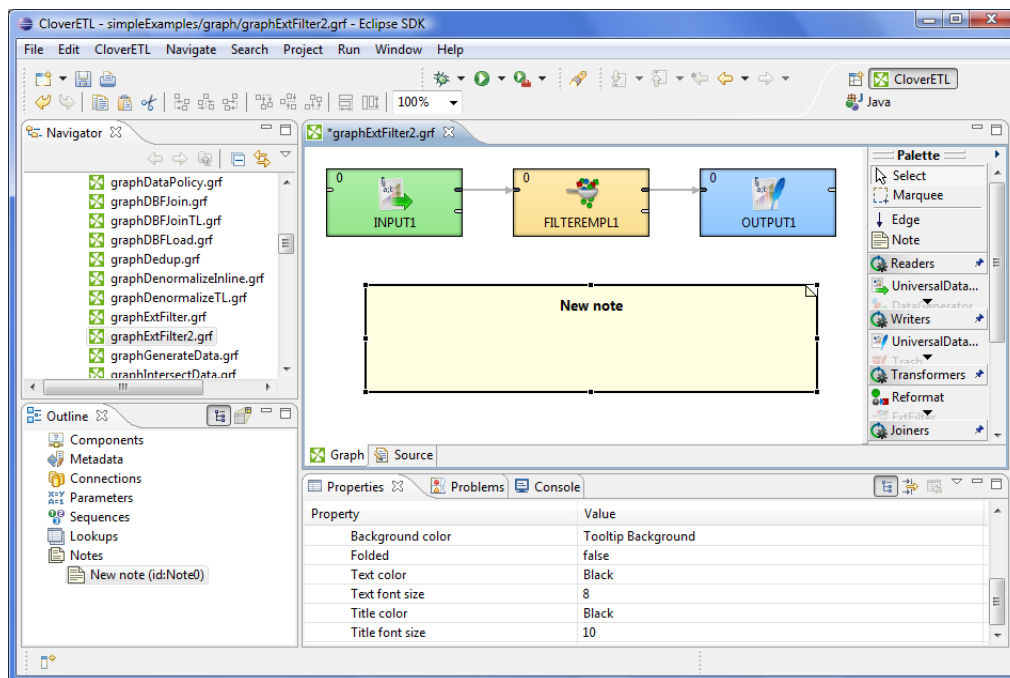 CloverETL - simpleExamples/graph/graphExtFilter2.grf - Eclipse SDK
File Edit CloverETL Navigate Search Project Run Window Help
CloverETL
100%
Java
Navigator
graphDataPolicy.grf
graphDBFJoin.grf
graphDBFJoinTL.grf
graphDBFLoad.grf
graphDedup.grf
graphDenormalizeInline.grf
graphDenormalizeTL.grf
graphExtFilter.grf
graphExtFilter2.grf
graphGenerateData.grf
graphIntersectData.grf
*graphExtFilter2.grf
0
INPUT1
0
FILTEREMPL1
0
OUTPUT1
New note
Palette
Select
Marquee
Edge
Note
Readers
UniversalData...
DataGenerator
Writers
UniversalData...
Trash
Transformers
Reformat
ExtFilter
Joiners
Graph
Source
Outline
Components
Metadata
Connections
Parameters
Sequences
Lookups
Notes
New note (id:Note0)
Properties
Problems
Console
Property Value
Background color Tooltip Background
Folded false
Text color Black
Text font size 8
Title color Black
Title font size 10